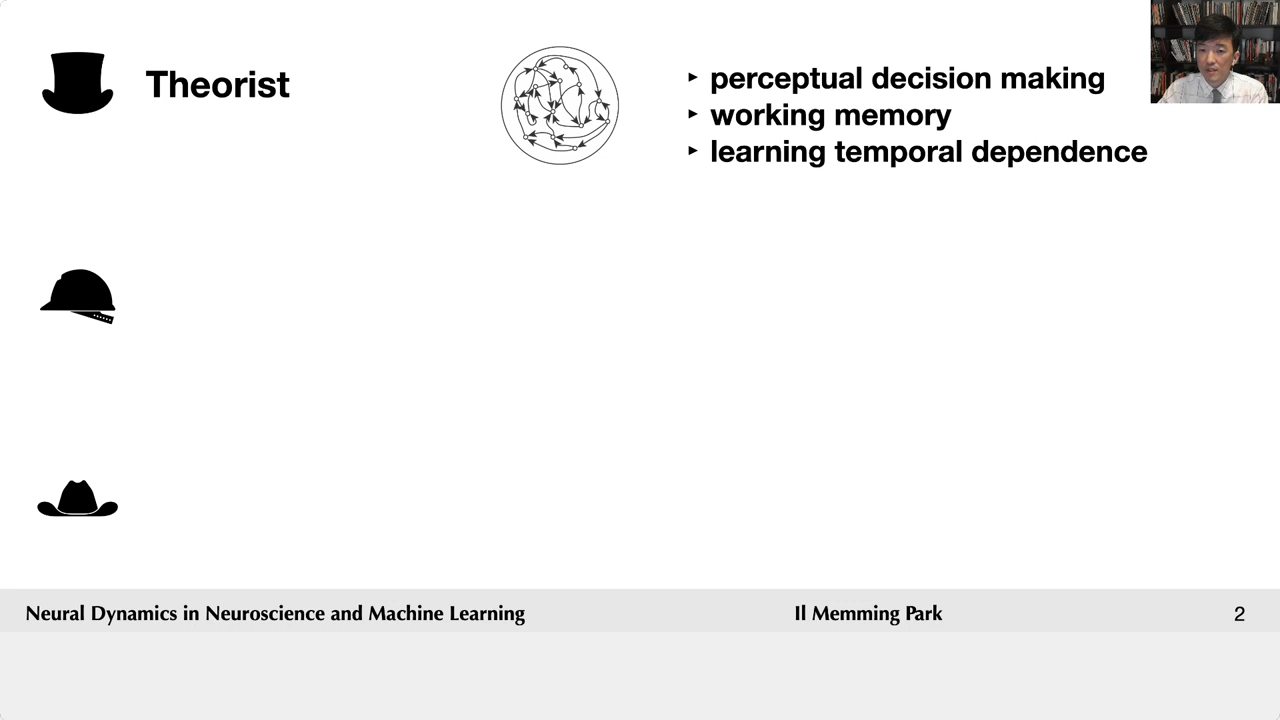 Theorist
‣ perceptual decision making
‣ working memory
‣ learning temporal dependence
Neural Dynamics in Neuroscience and Machine Learning
Il Memming Park
2